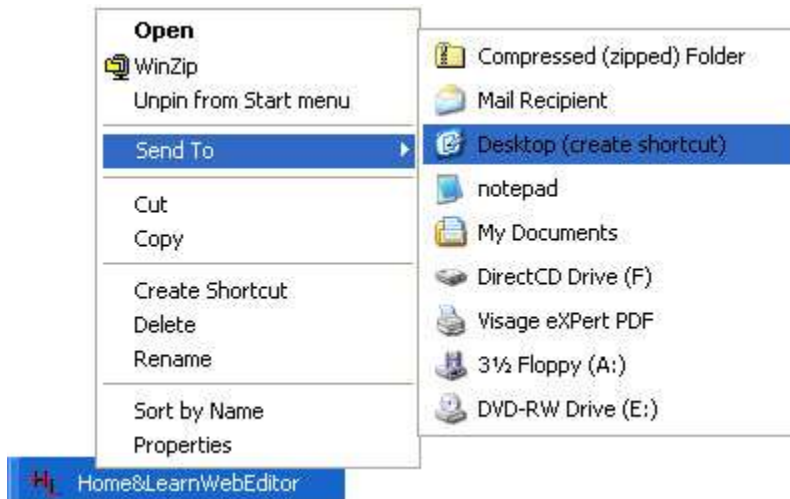 Open
WinZip
Unpin from Start menu
Send To
Cut
Copy
Create Shortcut
Delete
Rename
Sort by Name
Properties
Home&LearnWebEditor
Compressed (zipped) Folder
Mail Recipient
Desktop (create shortcut)
notepad
My Documents
DirectCD Drive (F)
Visage eXPert PDF
3½ Floppy (A:)
DVD-RW Drive (E:)